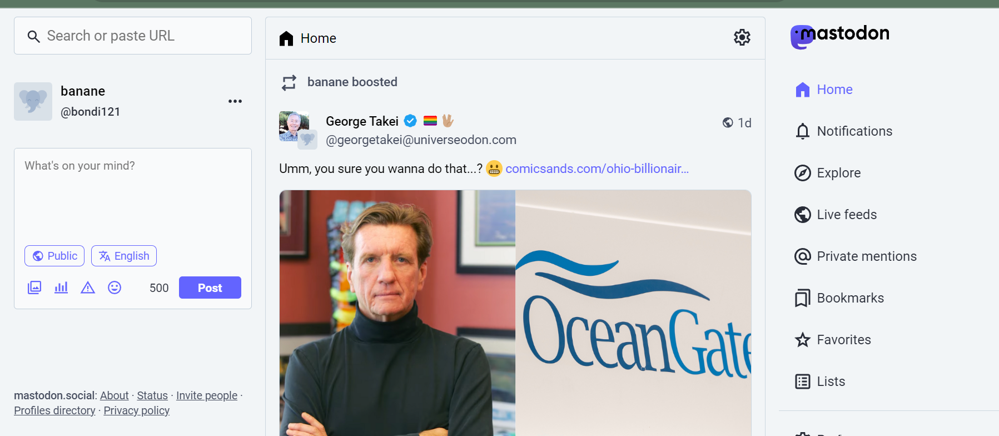 Search or paste URL
banane
@bondi121
What's on your mind?
Public
English
500
Post
mastodon.social: About · Status · Invite people ·
Profiles directory · Privacy policy
Home
banane boosted
George Takei
1d
@georgetakei@universeodon.com
Umm, you sure you wanna do that...? 😬 comicsands.com/ohio-billionair…
OceanGate
mastodon
Home
Notifications
Explore
Live feeds
Private mentions
Bookmarks
Favorites
Lists